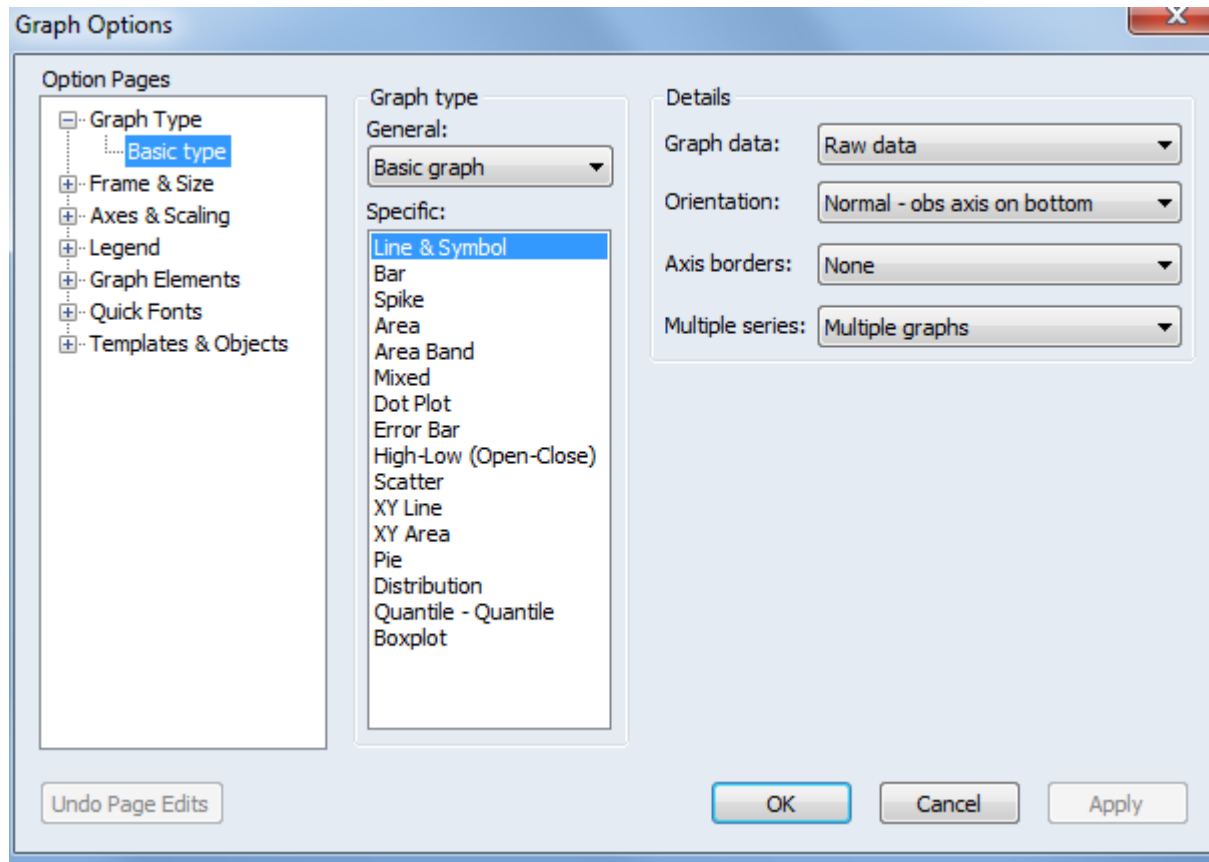 Graph Options
Option Pages
Graph Type
Basic type
Frame & Size
Axes & Scaling
Legend
Graph Elements
Quick Fonts
Templates & Objects
Graph type
General:
Basic graph
Specific:
Line & Symbol
Bar
Spike
Area
Area Band
Mixed
Dot Plot
Error Bar
High-Low (Open-Close)
Scatter
XY Line
XY Area
Pie
Distribution
Quantile - Quantile
Boxplot
Details
Graph data: Raw data
Orientation: Normal - obs axis on bottom
Axis borders: None
Multiple series: Multiple graphs
Undo Page Edits
OK
Cancel
Apply